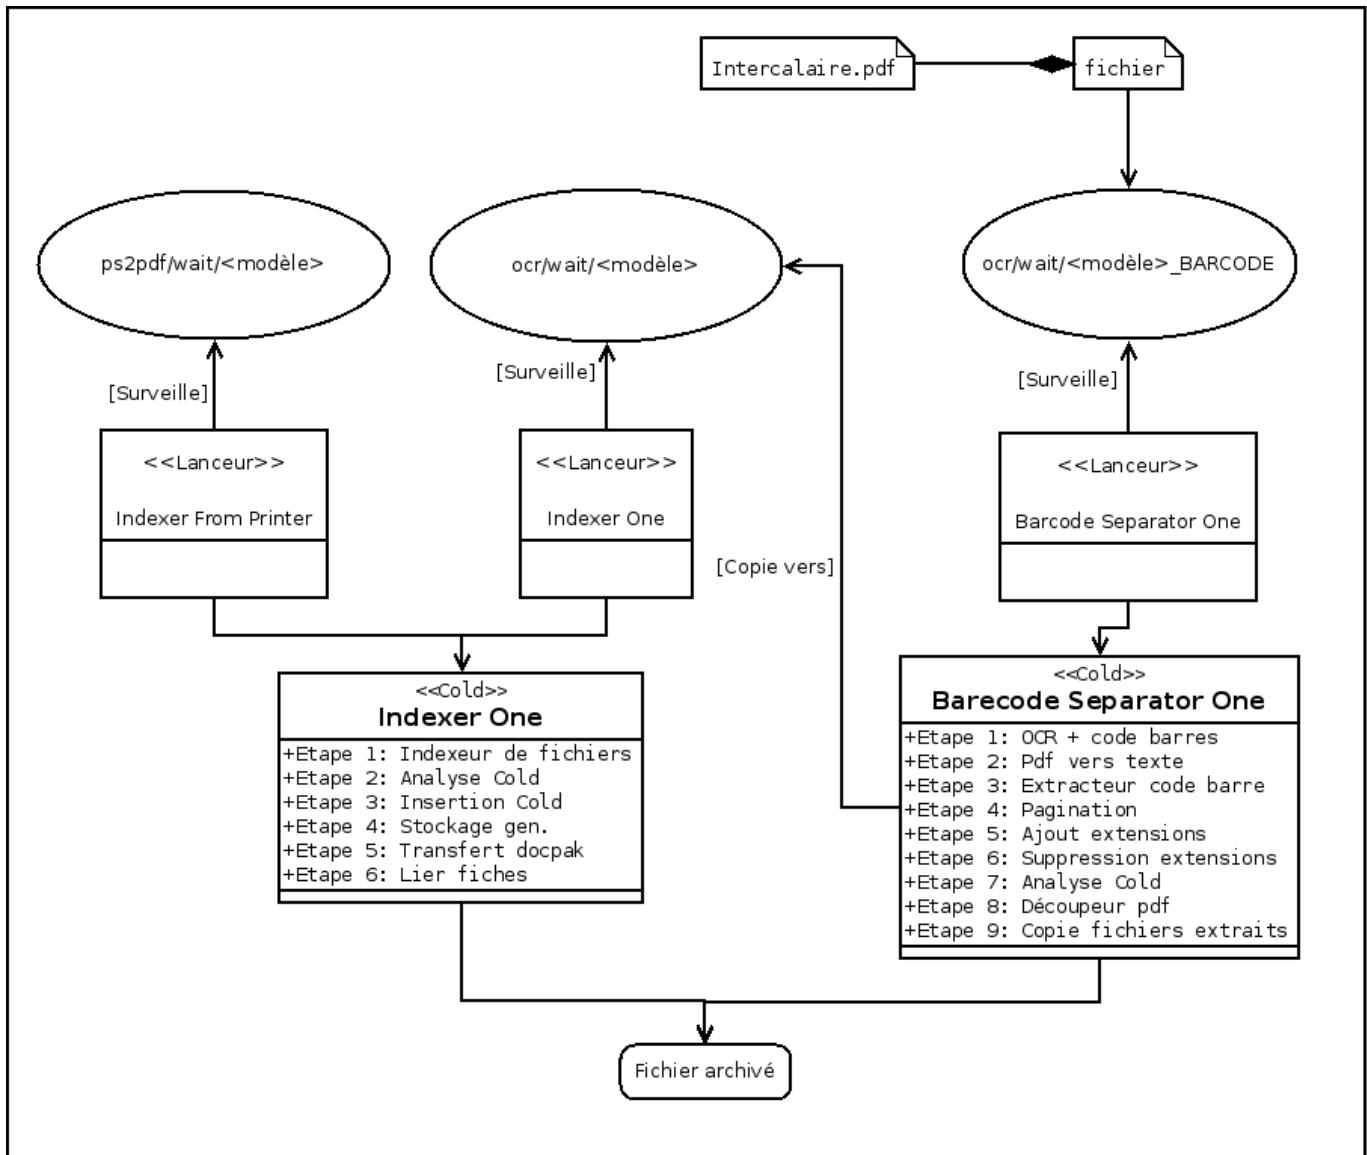 Intercalaire.pdf
fichier
ps2pdf/wait/<modèle>
ocr/wait/<modèle>
ocr/wait/<modèle>_BARCODE
[Surveille]
[Surveille]
[Surveille]
<<Lanceur>>
Indexer From Printer
<<Lanceur>>
Indexer One
<<Lanceur>>
Barcode Separator One
[Copie vers]
<<Cold>>
Indexer One
+Etape 1: Indexeur de fichiers
+Etape 2: Analyse Cold
+Etape 3: Insertion Cold
+Etape 4: Stockage gen.
+Etape 5: Transfert docpak
+Etape 6: Lier fiches
<<Cold>>
Barecode Separator One
+Etape 1: OCR + code barres
+Etape 2: Pdf vers texte
+Etape 3: Extracteur code barre
+Etape 4: Pagination
+Etape 5: Ajout extensions
+Etape 6: Suppression extensions
+Etape 7: Analyse Cold
+Etape 8: Découpeur pdf
+Etape 9: Copie fichiers extraits
Fichier archivé